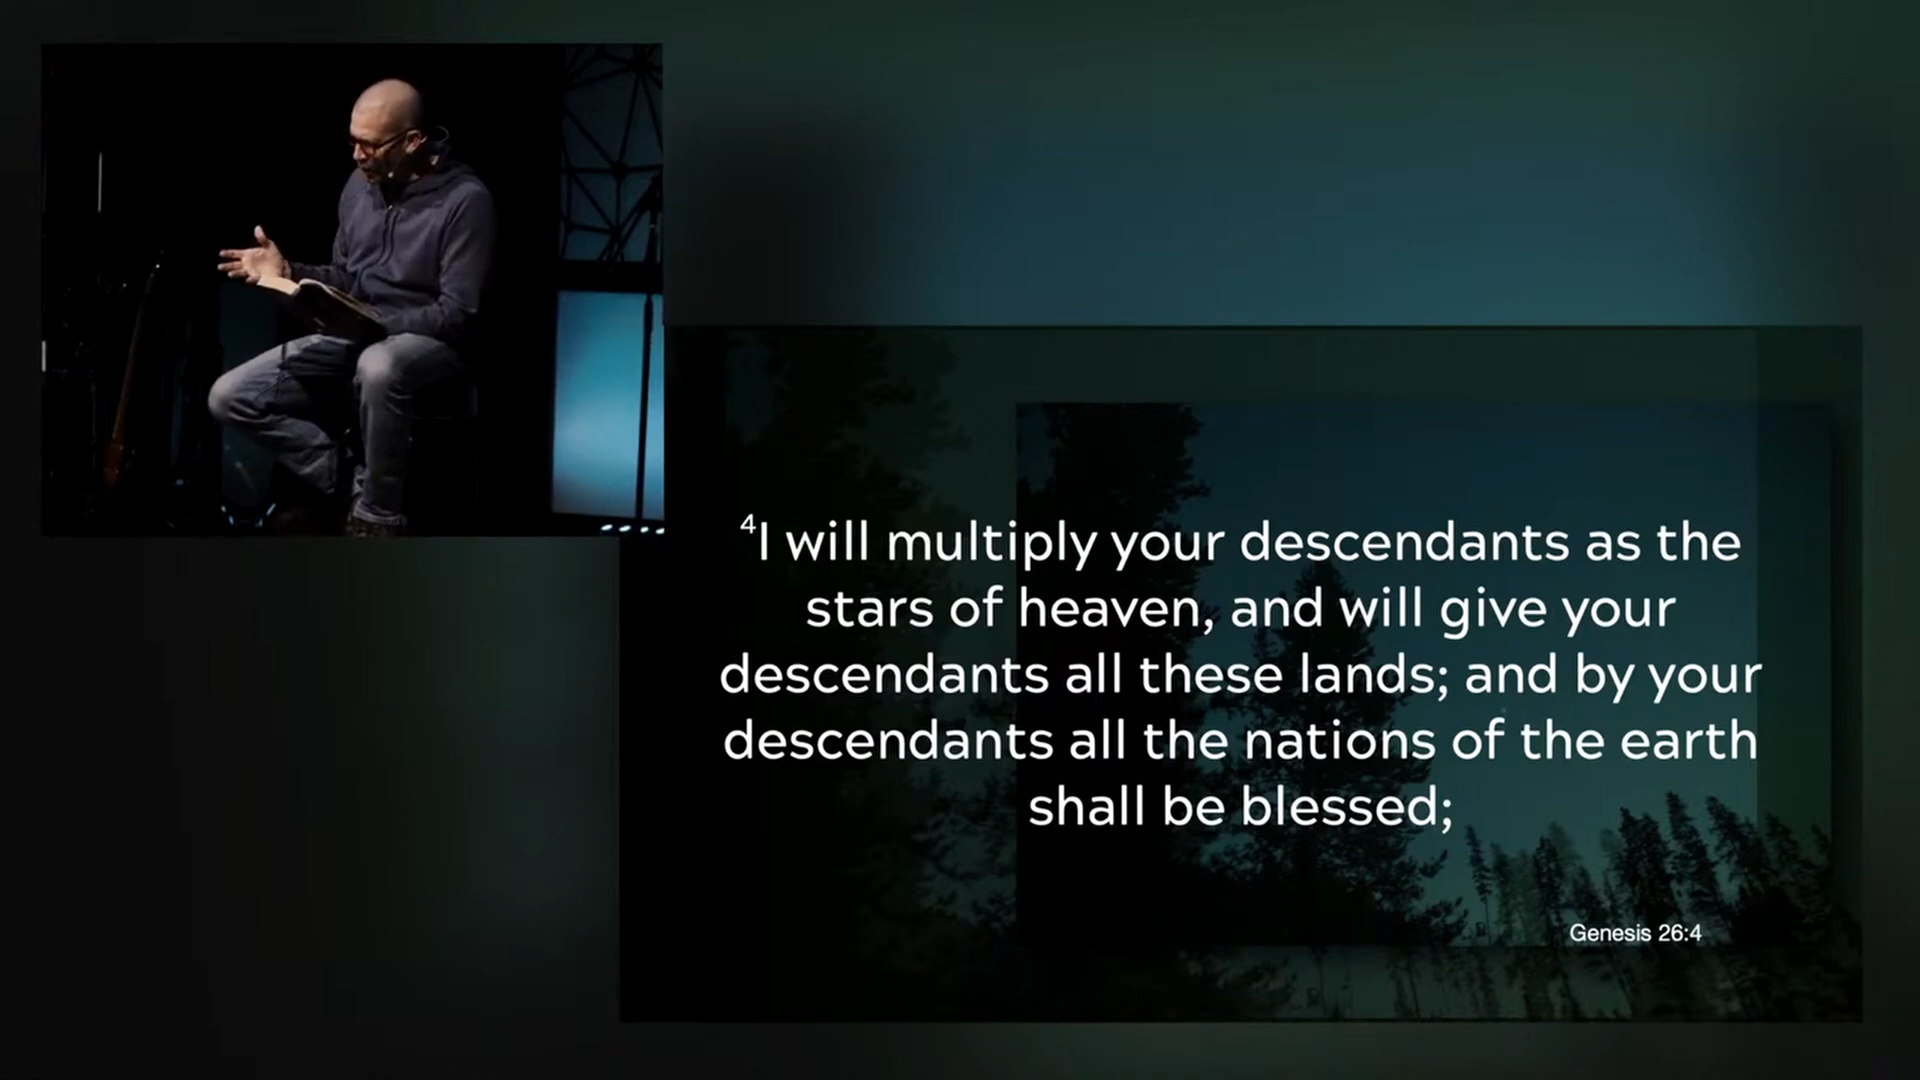 ⁴I will multiply your descendants as the
stars of heaven, and will give your
descendants all these lands; and by your
descendants all the nations of the earth
shall be blessed;
Genesis 26:4